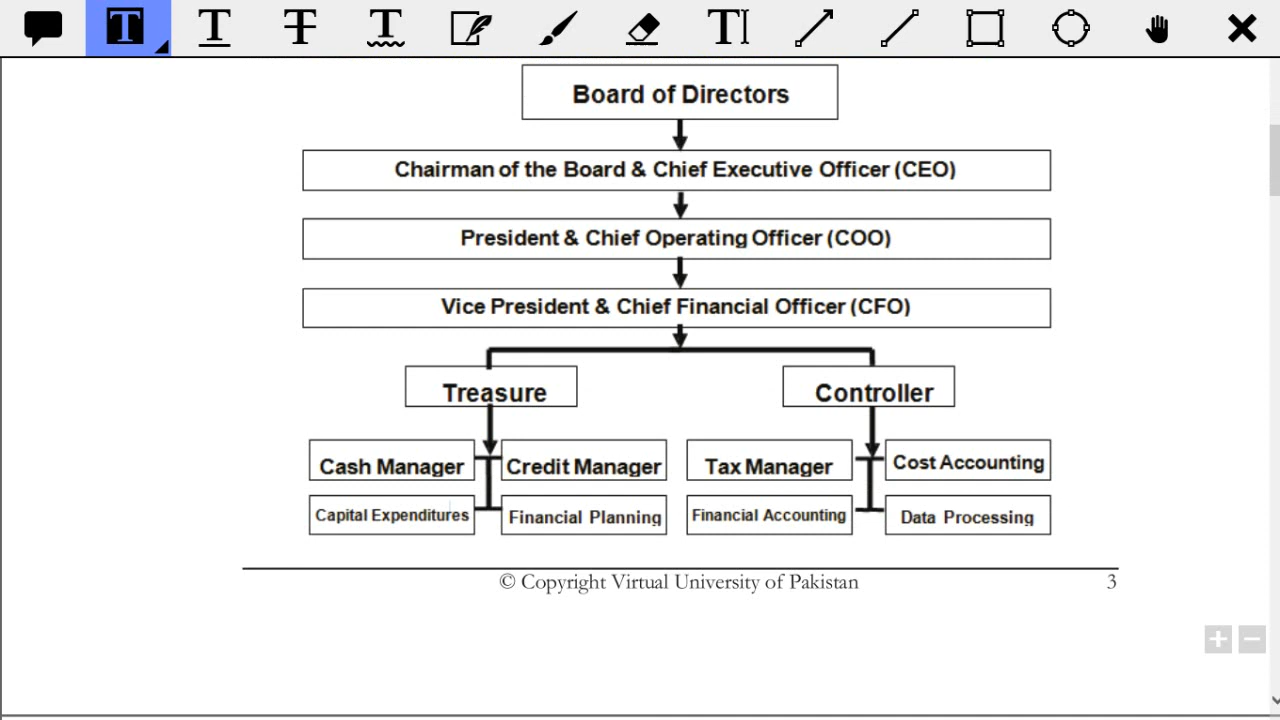 Board of Directors
Chairman of the Board & Chief Executive Officer (CEO)
President & Chief Operating Officer (COO)
Vice President & Chief Financial Officer (CFO)
Treasure
Controller
Cash Manager
Credit Manager
Tax Manager
Cost Accounting
Capital Expenditures
Financial Planning
Financial Accounting
Data Processing
© Copyright Virtual University of Pakistan
3